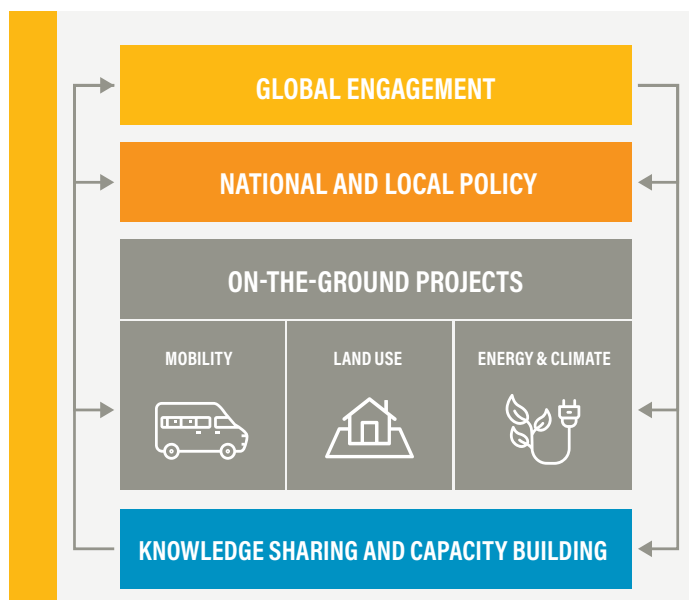 GLOBAL ENGAGEMENT
NATIONAL AND LOCAL POLICY
ON-THE-GROUND PROJECTS
MOBILITY
LAND USE
ENERGY & CLIMATE
KNOWLEDGE SHARING AND CAPACITY BUILDING